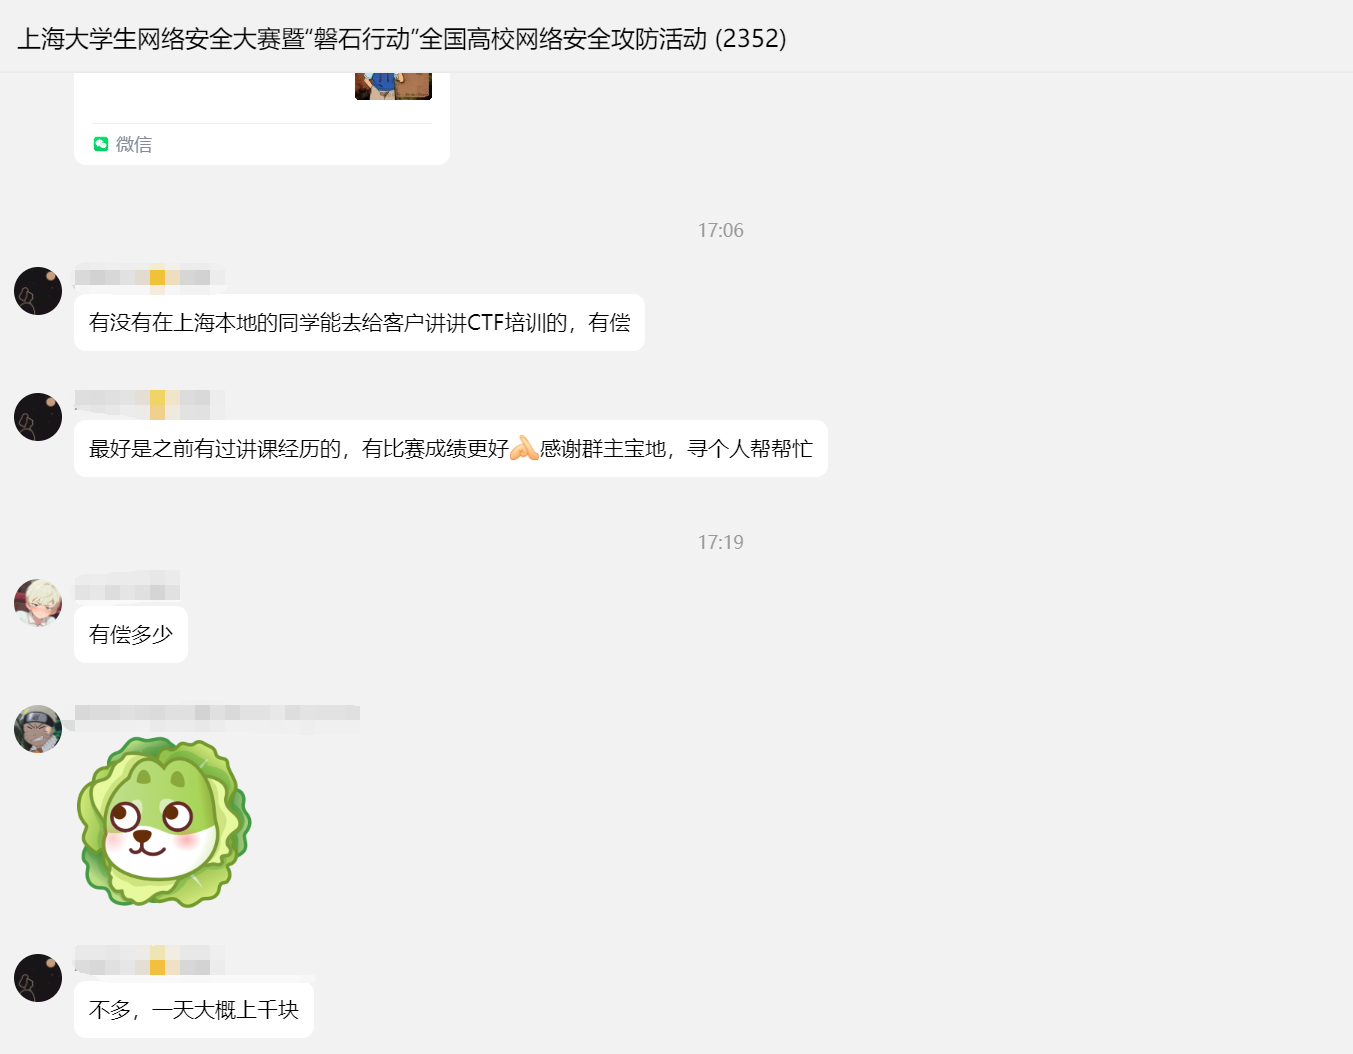 上海大学生网络安全大赛暨“磐石行动”全国高校网络安全攻防活动 (2352)
微信
17:06
有没有在上海本地的同学能去给客户讲讲CTF培训的，有偿
最好是之前有过讲课经历的，有比赛成绩更好🙏感谢群主宝地，寻个人帮帮忙
17:19
有偿多少
不多，一天大概上千块